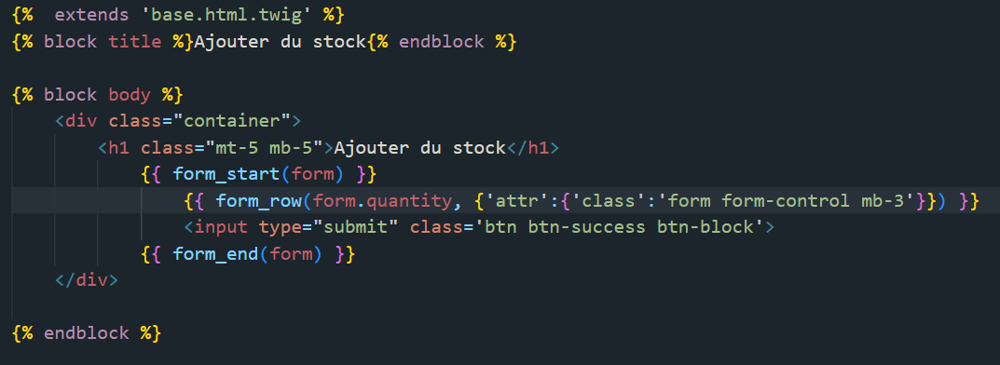 {%  extends 'base.html.twig' %}
{% block title %}Ajouter du stock{% endblock %}
{% block body %}
<div class="container">
<h1 class="mt-5 mb-5">Ajouter du stock</h1>
{{ form_start(form) }}
{{ form_row(form.quantity, {'attr':{'class':'form form-control mb-3'}}) }}
<input type="submit" class='btn btn-success btn-block'>
{{ form_end(form) }}
</div>
{% endblock %}